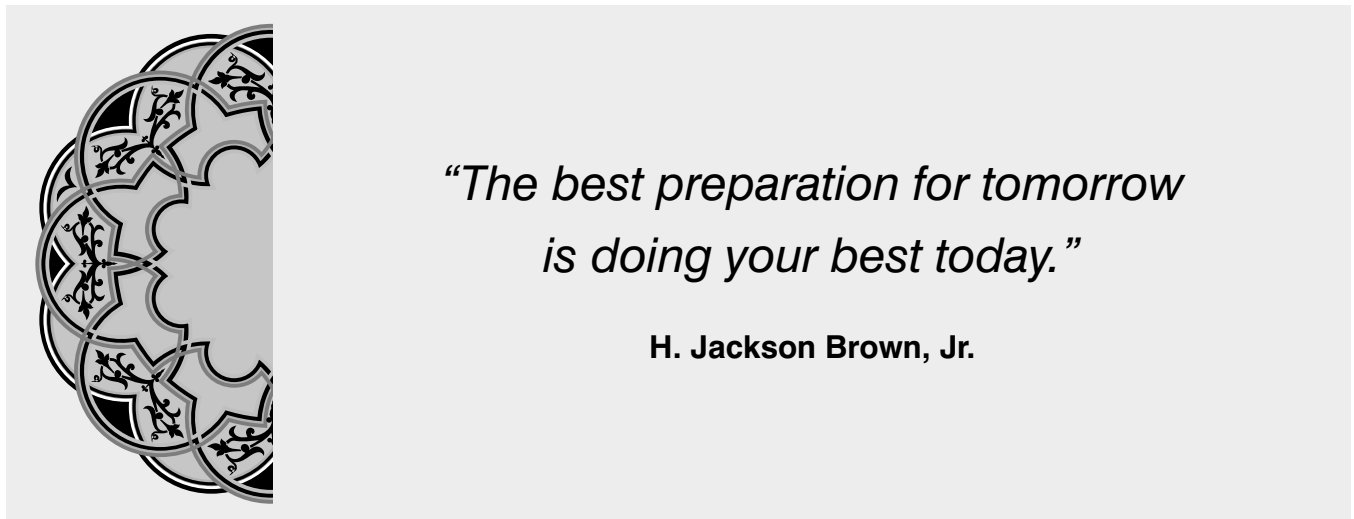 “The best preparation for tomorrow
is doing your best today.”
H. Jackson Brown, Jr.